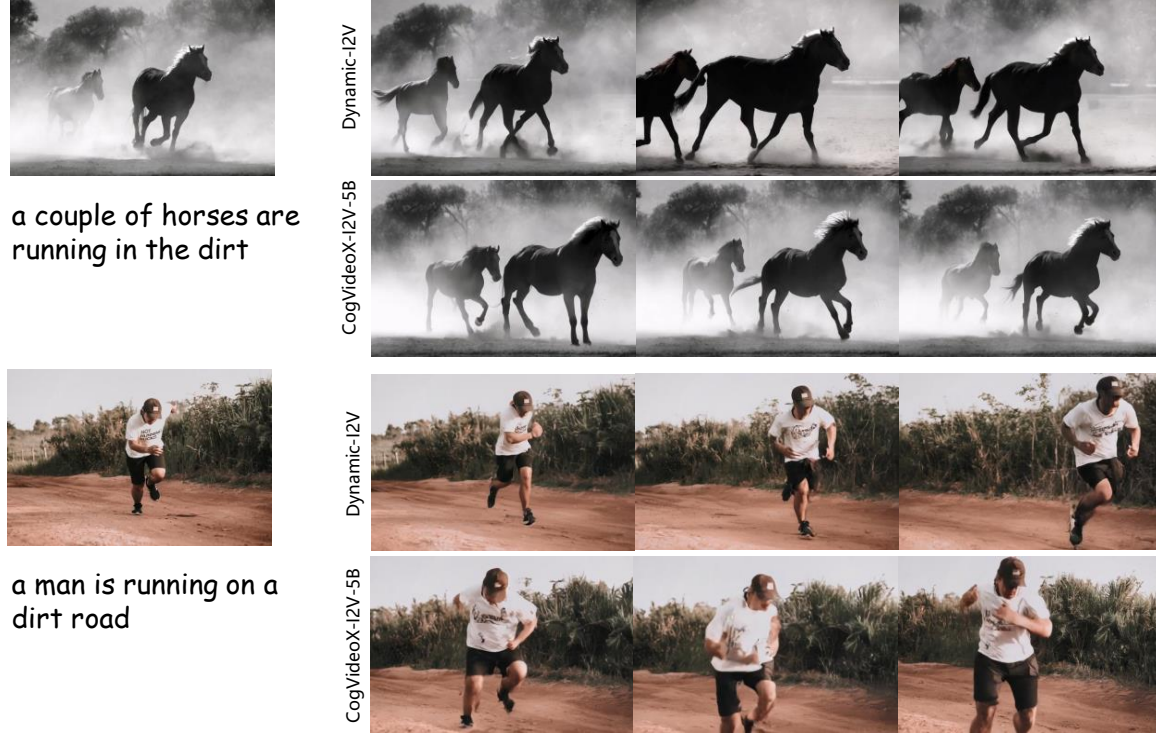 Dynamic-I2V
a couple of horses are
running in the dirt
CogVideoX-I2V-5B
Dynamic-I2V
a man is running on a
dirt road
CogVideoX-I2V-5B